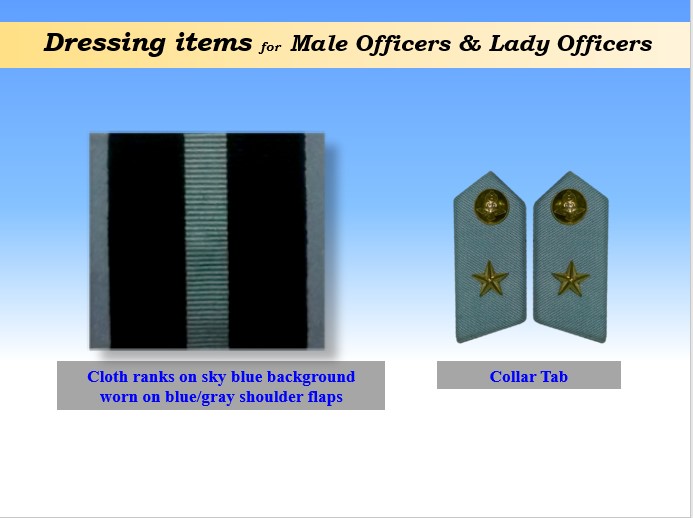 Dressing items for Male Officers & Lady Officers
Cloth ranks on sky blue background
worn on blue/gray shoulder flaps
Collar Tab